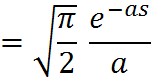 = √(π/2) e^{-as}/a